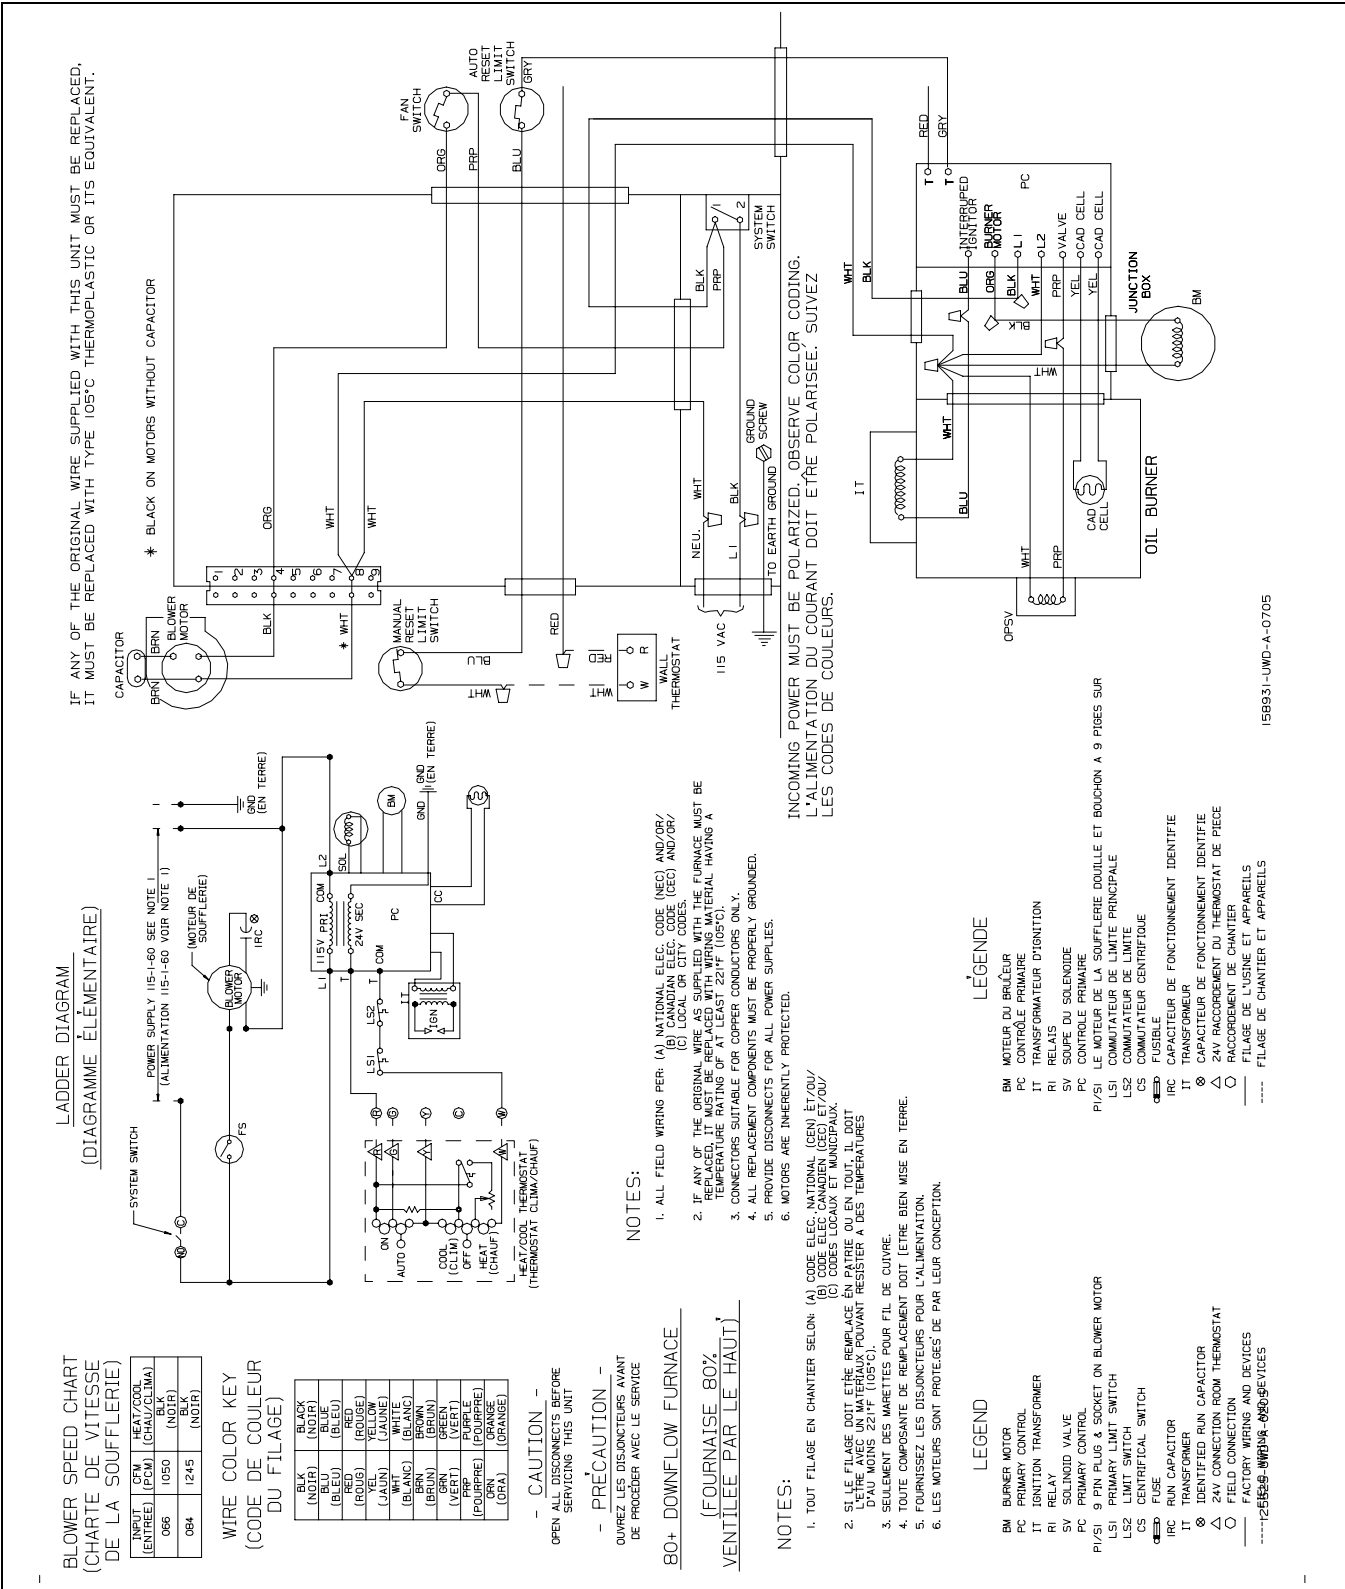 BLOWER SPEED CHART
(CHARTE DE VITESSE
DE LA SOUFFLERIE)
INPUT (ENTREE) CFM (PCM) HEAT/COOL (CHAU/CLIMA)
066 1050 BLK (NOIR)
084 1245 BLK (NOIR)
WIRE COLOR KEY
(CODE DE COULEUR
DU FILAGE)
BLK (NOIR) BLACK (NOIR)
BLU (BLEU) BLUE (BLEU)
RED (ROUG) RED (ROUGE)
YEL (JAUN) YELLOW (JAUNE)
WHT (BLANC) WHITE (BLANC)
BRN (BRUN) BROWN (BRUN)
GRN (VERT) GREEN (VERT)
PRP (POURPRE) PURPLE (POURPRE)
ORN (ORA) ORANGE (ORANGE)
- CAUTION -
OPEN ALL DISCONNECTS BEFORE
SERVICING THIS UNIT
- PRÉCAUTION -
OUVREZ LES DISJONCTEURS AVANT
DE PROCÉDER AVEC LE SERVICE
80+ DOWNFLOW FURNACE
(FOURNAISE 80%
VENTILEE PAR LE HAUT)
LADDER DIAGRAM
(DIAGRAMME ÉLÉMENTAIRE)
SYSTEM SWITCH
POWER SUPPLY 115-1-60 SEE NOTE 1
(ALIMENTATION 115-1-60 VOIR NOTE 1)
NO
C
FS
BLOWER
MOTOR
(MOTEUR DE
SOUFFLERIE)
IRC
GND
(EN TERRE)
L1
115V PRI
COM
L2
24V SEC
T
T
COM
PC
CC
SOL
BM
GND
GND
(EN TERRE)
LS1
LS2
IT
IGN
R
G
Y
C
W
R
G
Y
W
ON
AUTO
COOL
(CLIM)
OFF
HEAT
(CHAUF)
HEAT/COOL THERMOSTAT
(THERMOSTAT CLIMA/CHAUF)
NOTES:
1. ALL FIELD WIRING PER: (A) NATIONAL ELEC. CODE (NEC) AND/OR/
(B) CANADIAN ELEC. CODE (CEC) AND/OR/
(C) LOCAL OR CITY CODES.
2. IF ANY OF THE ORIGINAL WIRE AS SUPPLIED WITH THE FURNACE MUST BE
REPLACED, IT MUST BE REPLACED WITH WIRING MATERIAL HAVING A
TEMPERATURE RATING OF AT LEAST 221°F (105°C).
3. CONNECTORS SUITABLE FOR COPPER CONDUCTORS ONLY.
4. ALL REPLACEMENT COMPONENTS MUST BE PROPERLY GROUNDED.
5. PROVIDE DISCONNECTS FOR ALL POWER SUPPLIES.
6. MOTORS ARE INHERENTLY PROTECTED.
NOTES:
1. TOUT FILAGE EN CHANTIER SELON: (A) CODE ELEC. NATIONAL (CEN) ET/OU/
(B) CODE ELEC CANADIEN (CEC) ET/OU/
(C) CODES LOCAUX ET MUNICIPAUX.
2. SI LE FILAGE DOIT ETRE REMPLACE EN PATRIE OU EN TOUT, IL DOIT
L'ETRE AVEC UN MATERIAUX POUVANT RESISTER A DES TEMPERATURES
D'AU MOINS 221°F (105°C).
3. SEULEMENT DES MARETTES POUR FIL DE CUIVRE.
4. TOUTE COMPOSANTE DE REMPLACEMENT DOIT [ETRE BIEN MISE EN TERRE.
5. FOURNISSEZ LES DISJONCTEURS POUR L'ALIMENTAITON.
6. LES MOTEURS SONT PROTE.GES DE PAR LEUR CONCEPTION.
LEGEND
BM BURNER MOTOR
PC PRIMARY CONTROL
IT IGNITION TRANSFORMER
RI RELAY
SV SOLINOID VALVE
PC PRIMARY CONTROL
PI/SI 9 PIN PLUG & SOCKET ON BLOWER MOTOR
LS1 PRIMARY LIMIT SWITCH
LS2 LIMIT SWITCH
CS CENTRIFICAL SWITCH
FUSE
IRC RUN CAPACITOR
IT TRANSFORMER
IDENTIFIED RUN CAPACITOR
24V CONNECTION ROOM THERMOSTAT
FIELD CONNECTION
FACTORY WIRING AND DEVICES
LÉGENDE
BM MOTEUR DU BRÛLEUR
PC CONTRÔLE PRIMAIRE
IT TRANSFORMATEUR D'IGNITION
RI RELAIS
SV SOUPE DU SOLENOIDE
PC CONTROLE PRIMAIRE
PI/SI LE MOTEUR DE LA SOUFFLERIE DOUILLE ET BOUCHON A 9 PIGES SUR
LS1 COMMUTATEUR DE LIMITE PRINCIPALE
LS2 COMMUTATEUR DE LIMITE
CS COMMUTATEUR CENTRIFIQUE
FUSIBLE
IRC CAPACITEUR DE FONCTIONNEMENT IDENTIFIE
IT TRANSFORMEUR
CAPACITEUR DE FONCTIONNEMENT IDENTIFIE
24V RACCORDEMENT DU THERMOSTAT DE PIECE
RACCORDEMENT DE CHANTIER
FILAGE DE L'USINE ET APPAREILS
FILAGE DE CHANTIER ET APPAREILS
IF ANY OF THE ORIGINAL WIRE SUPPLIED WITH THIS UNIT MUST BE REPLACED,
IT MUST BE REPLACED WITH TYPE 105°C THERMOPLASTIC OR ITS EQUIVALENT.
* BLACK ON MOTORS WITHOUT CAPACITOR
CAPACITOR
BRN
BRN
BLOWER
MOTOR
BLK
* WHT
1
2
3
4
5
6
7
8
9
ORG
WHT
WHT
MANUAL
RESET
LIMIT
SWITCH
BLU
WHT
RED
WHT
RED
W
R
WALL
THERMOSTAT
FAN
SWITCH
AUTO
RESET
LIMIT
SWITCH
GRY
ORG
PRP
BLU
1
2
SYSTEM
SWITCH
BLK
PRP
115 VAC
NEU.
WHT
L1
BLK
GROUND
SCREW
TO EARTH GROUND
INCOMING POWER MUST BE POLARIZED. OBSERVE COLOR CODING.
L'ALIMENTATION DU COURANT DOIT ETRE POLARISEÉ. SUIVEZ
LES CODES DE COULEURS.
WHT
BLK
RED
GRY
T
T
PC
INTERRUPED
IGNITOR
BURNER
MOTOR
L1
L2
VALVE
CAD CELL
CAD CELL
BLU
ORG
BLK
WHT
PRP
YEL
YEL
BLK
WHT
JUNCTION
BOX
BM
IT
WHT
BLU
CAD
CELL
OIL BURNER
WHT
PRP
OPSV
158931-UWD-A-0705